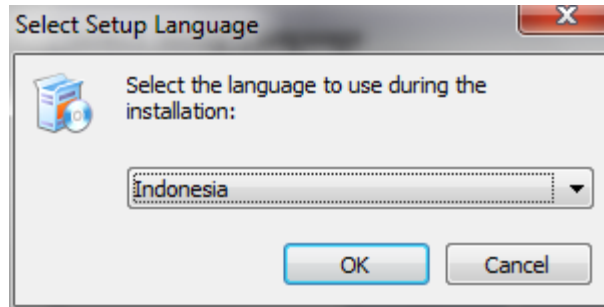 Select Setup Language
Select the language to use during the
installation:
Indonesia
OK
Cancel